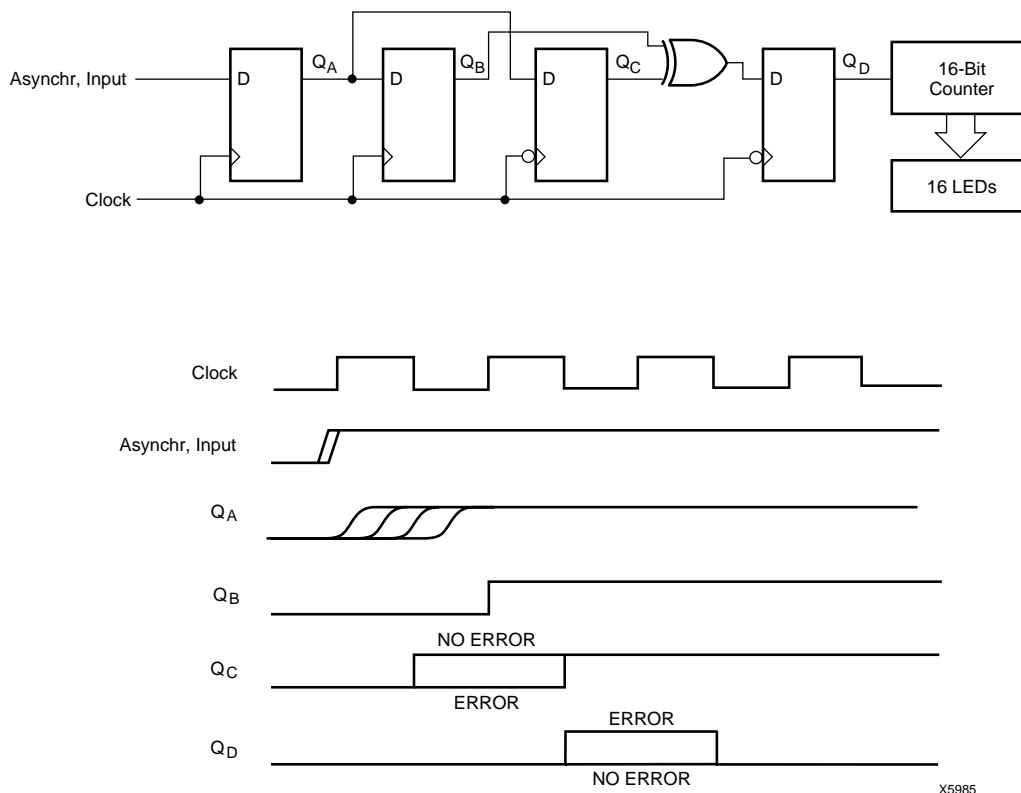 Asynchr, Input
D
QA
D
QB
D
QC
D
QD
16-Bit
Counter
Clock
16 LEDs
Clock
Asynchr, Input
QA
QB
NO ERROR
QC
ERROR
ERROR
QD
NO ERROR
X5985